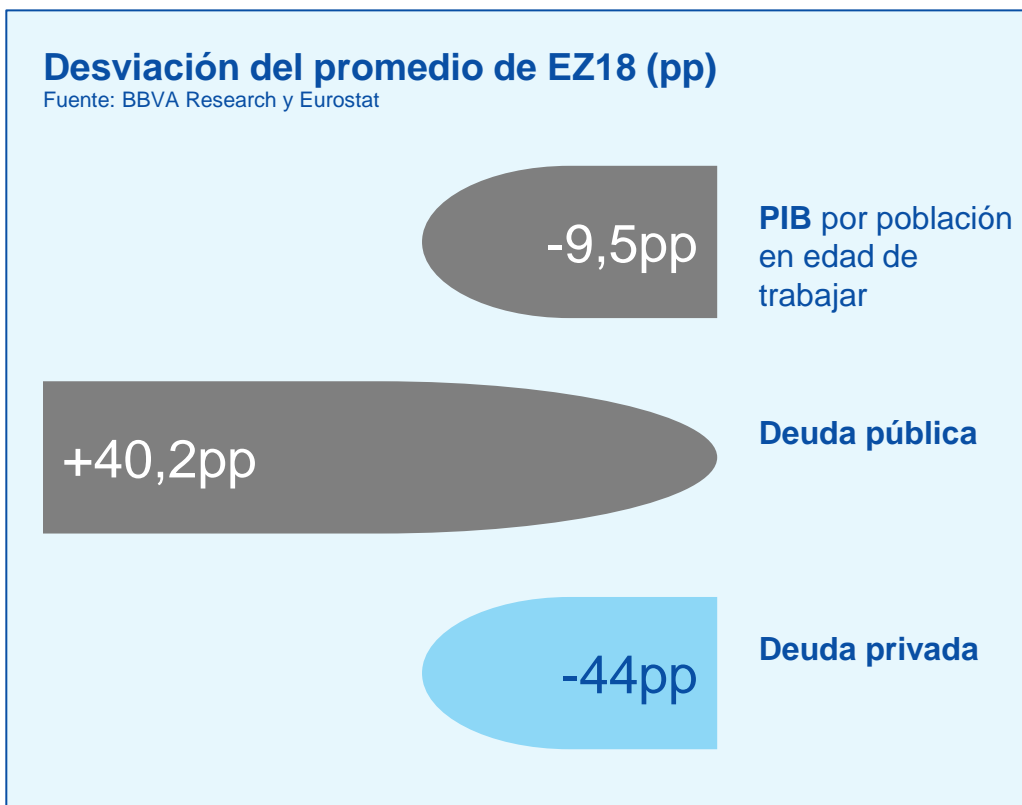 Desviación del promedio de EZ18 (pp)
Fuente: BBVA Research y Eurostat
-9,5pp
PIB por población
en edad de
trabajar
+40,2pp
Deuda pública
-44pp
Deuda privada